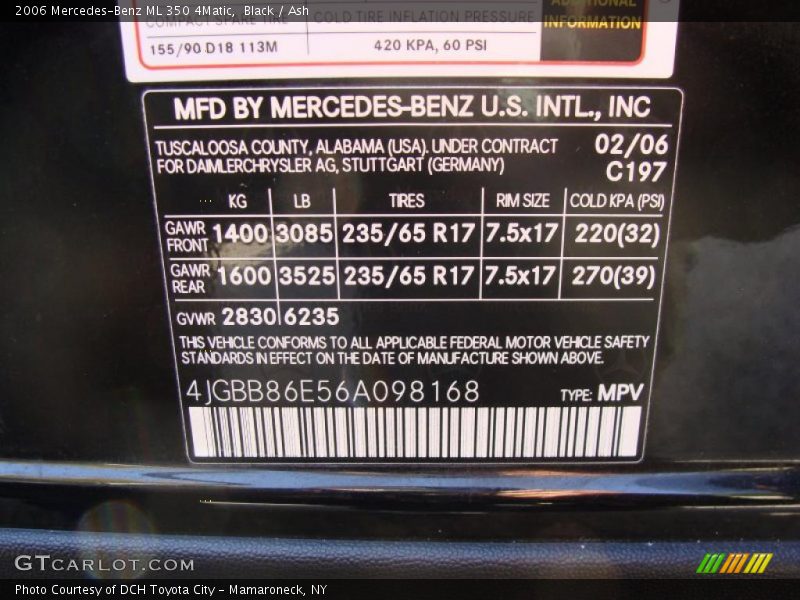 2006 Mercedes-Benz ML 350 4Matic, Black / Ash
COMPACT SPARE TIRE COLD TIRE INFLATION PRESSURE
ADDITIONAL
INFORMATION
155/90 D18 113M 420 KPA, 60 PSI
MFD BY MERCEDES-BENZ U.S. INTL., INC
TUSCALOOSA COUNTY, ALABAMA (USA). UNDER CONTRACT 02/06
FOR DAIMLERCHRYSLER AG, STUTTGART (GERMANY) C197
KG LB TIRES RIM SIZE COLD KPA (PSI)
GAWR FRONT 1400 3085 235/65 R17 7.5x17 220(32)
GAWR REAR 1600 3525 235/65 R17 7.5x17 270(39)
GVWR 2830 6235
THIS VEHICLE CONFORMS TO ALL APPLICABLE FEDERAL MOTOR VEHICLE SAFETY
STANDARDS IN EFFECT ON THE DATE OF MANUFACTURE SHOWN ABOVE.
4JGBB86E56A098168 TYPE: MPV
GTCARLOT.COM
Photo Courtesy of DCH Toyota City - Mamaroneck, NY